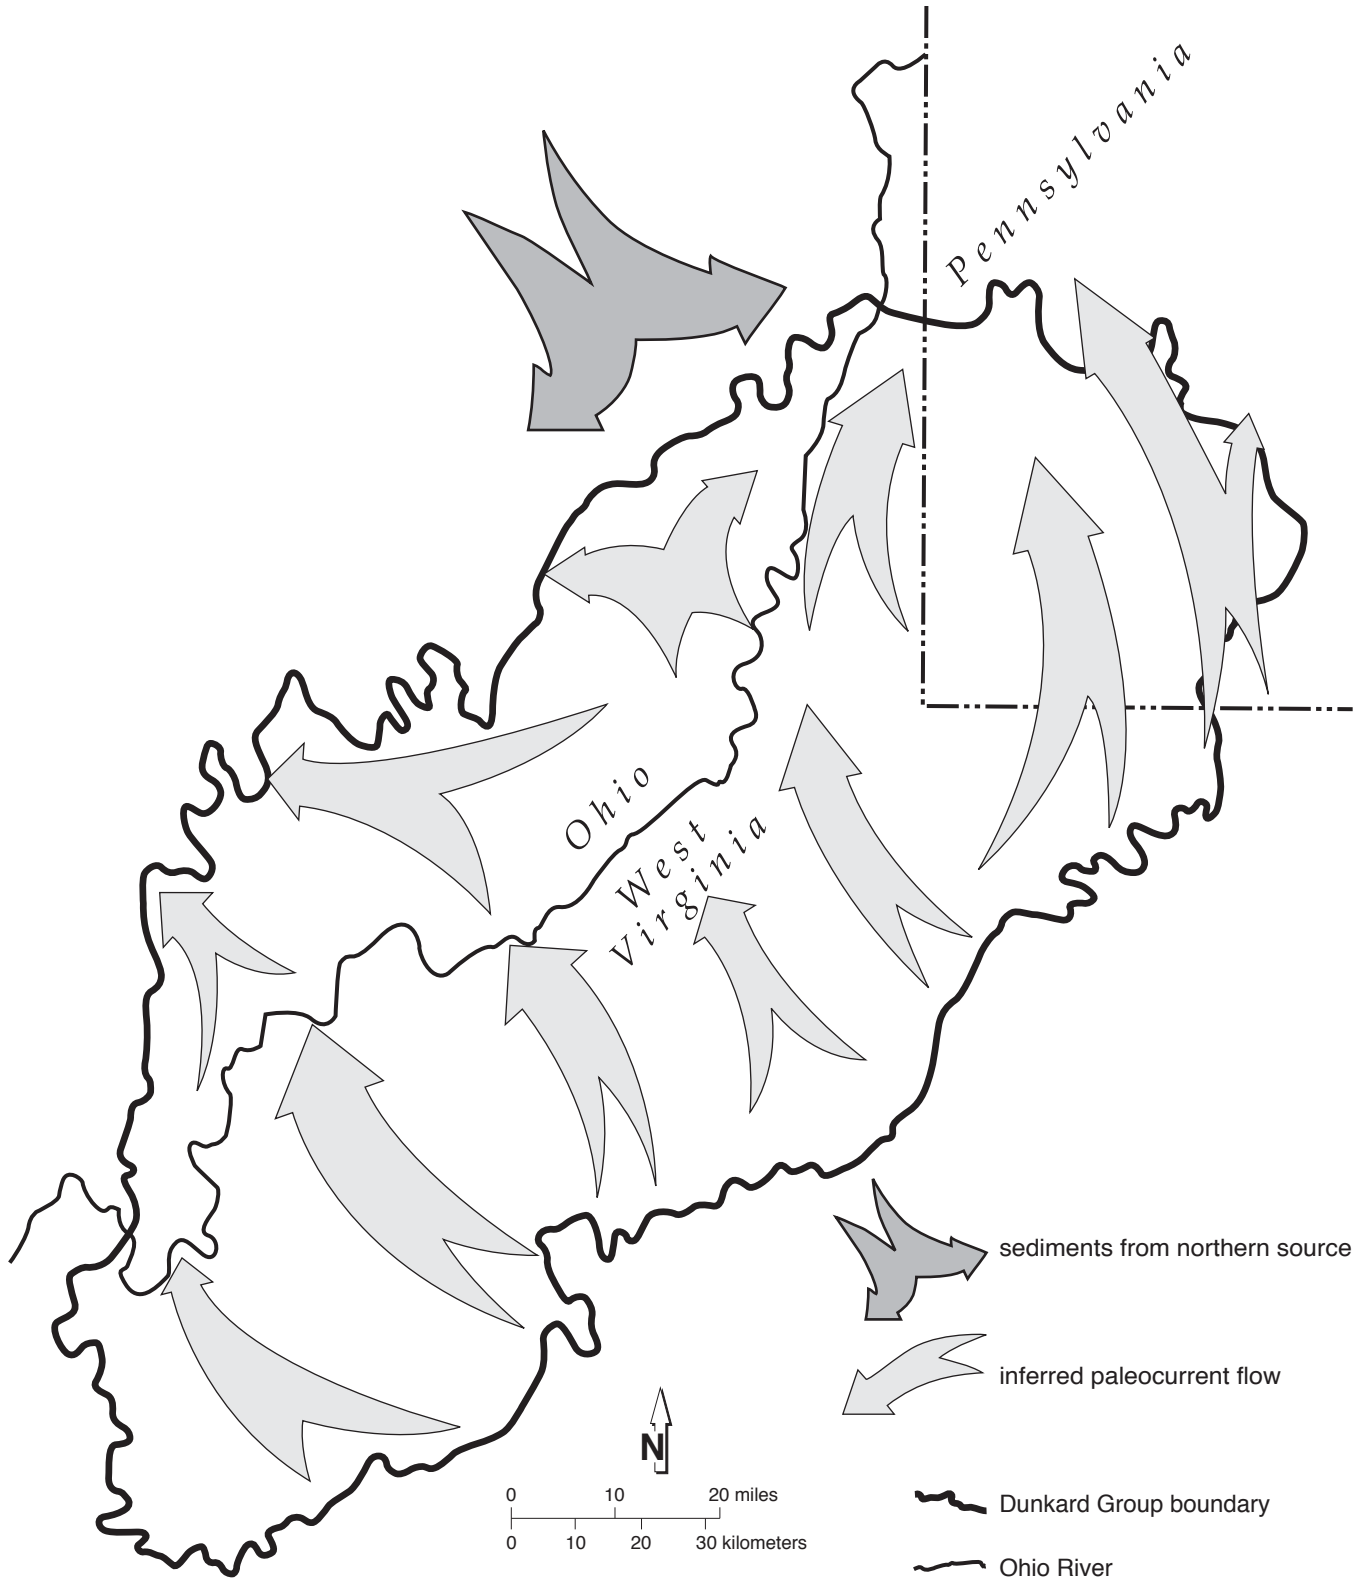 Pennsylvania
Ohio
West
Virginia
sediments from northern source
inferred paleocurrent flow
N
0 10 20 miles
0 10 20 30 kilometers
Dunkard Group boundary
Ohio River